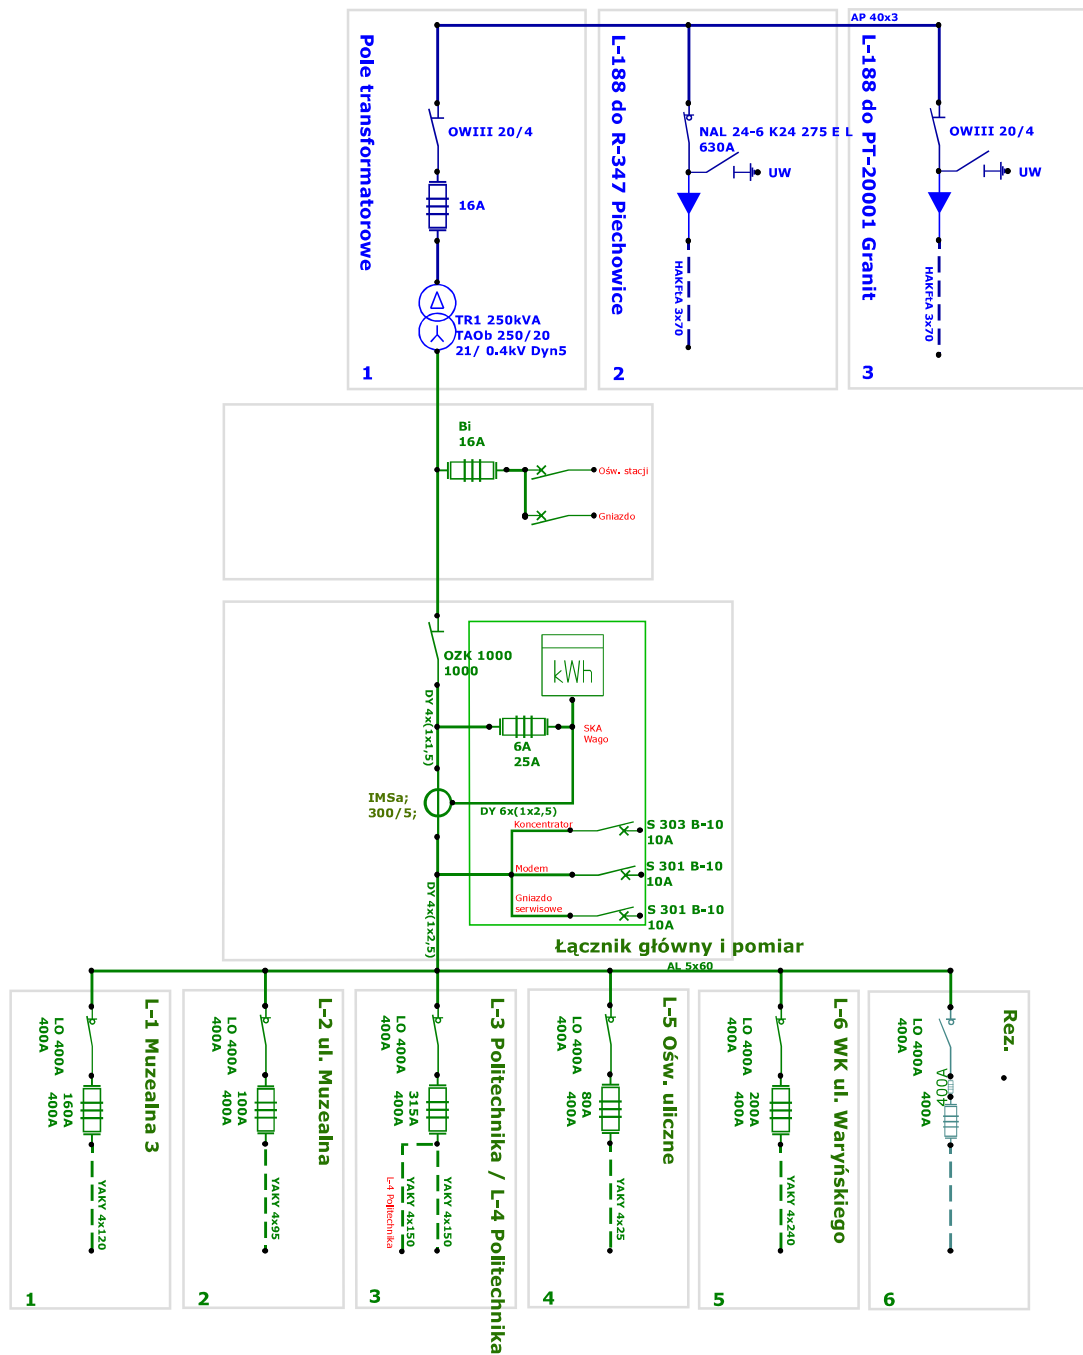 AP 40x3
Pole transformatorowe
OWIII 20/4
16A
TR1 250kVA
TAOb 250/20
21/ 0.4kV Dyn5
1
L-188 do R-347 Piechowice
NAL 24-6 K24 275 E L
630A
UW
HAKFtA 3x70
2
L-188 do PT-20001 Granit
OWIII 20/4
UW
HAKFtA 3x70
3
Bi
16A
Ośw. stacji
Gniazdo
OZK 1000
1000
kWh
DY 4x(1x1,5)
6A
25A
SKA
Wago
IMSa;
300/5;
DY 6x(1x2,5)
Koncentrator
S 303 B-10
10A
Modem
S 301 B-10
10A
Gniazdo
serwisowe
S 301 B-10
10A
DY 4x(1x2,5)
Łącznik główny i pomiar
AL 5x60
L-1 Muzealna 3
LO 400A
400A
160A
400A
YAKY 4x120
1
L-2 ul. Muzealna
LO 400A
400A
100A
400A
YAKY 4x95
2
L-3 Politechnika / L-4 Politechnika
LO 400A
400A
315A
400A
L-4 Politechnika
YAKY 4x150
YAKY 4x150
3
L-5 Ośw. uliczne
LO 400A
400A
80A
400A
YAKY 4x25
4
L-6 WK ul. Waryńskiego
LO 400A
400A
200A
400A
YAKY 4x240
5
Rez.
LO 400A
400A
400A
400A
6